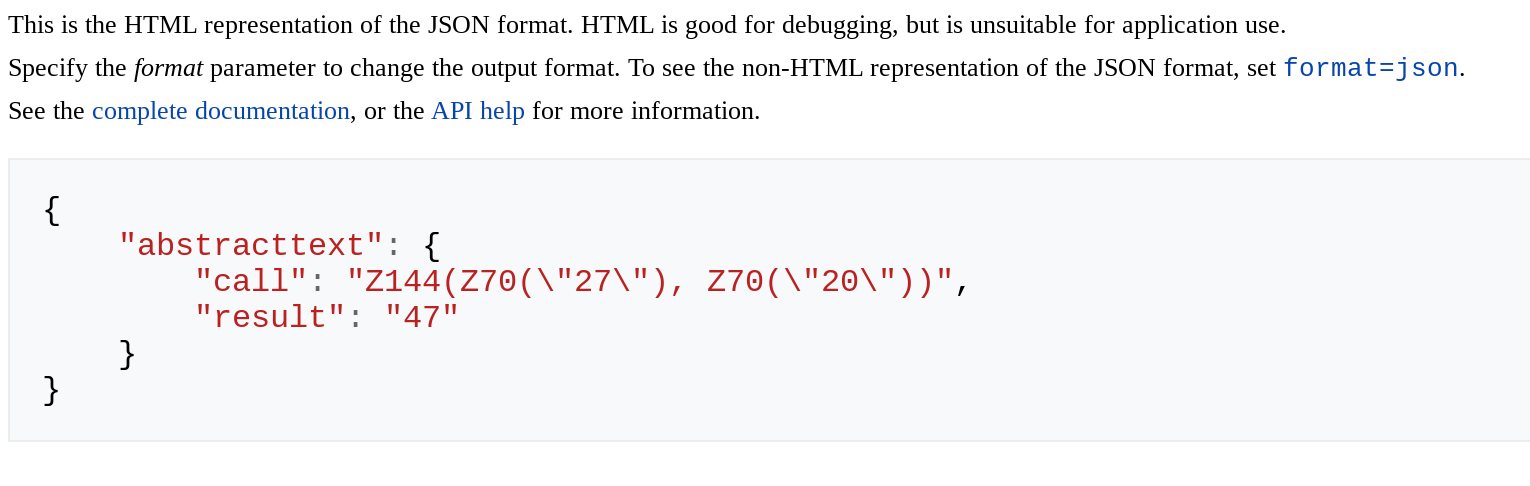 This is the HTML representation of the JSON format. HTML is good for debugging, but is unsuitable for application use.
Specify the format parameter to change the output format. To see the non-HTML representation of the JSON format, set format=json.
See the complete documentation, or the API help for more information.
{
    "abstracttext": {
        "call": "Z144(Z70(\"27\"), Z70(\"20\"))",
        "result": "47"
    }
}